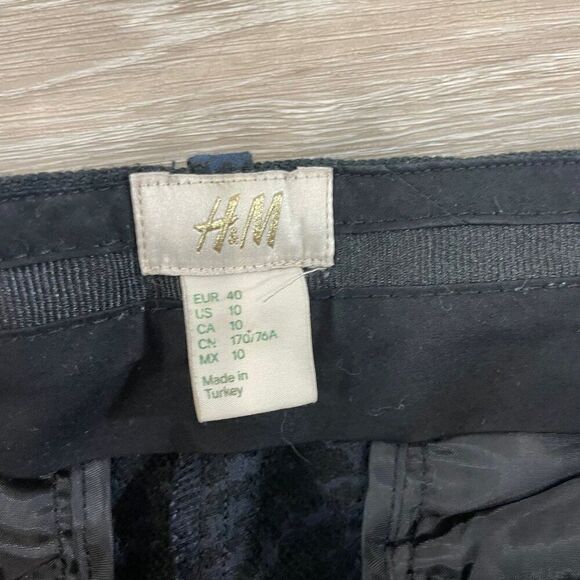 H&M
EUR 40
US 10
CA 10
CN 170/76A
MX 10
Made in
Turkey